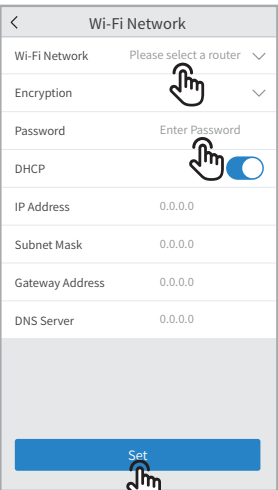 Wi-Fi Network
Wi-Fi Network Please select a router
Encryption
Password Enter Password
DHCP
IP Address 0.0.0.0
Subnet Mask 0.0.0.0
Gateway Address 0.0.0.0
DNS Server 0.0.0.0
Set